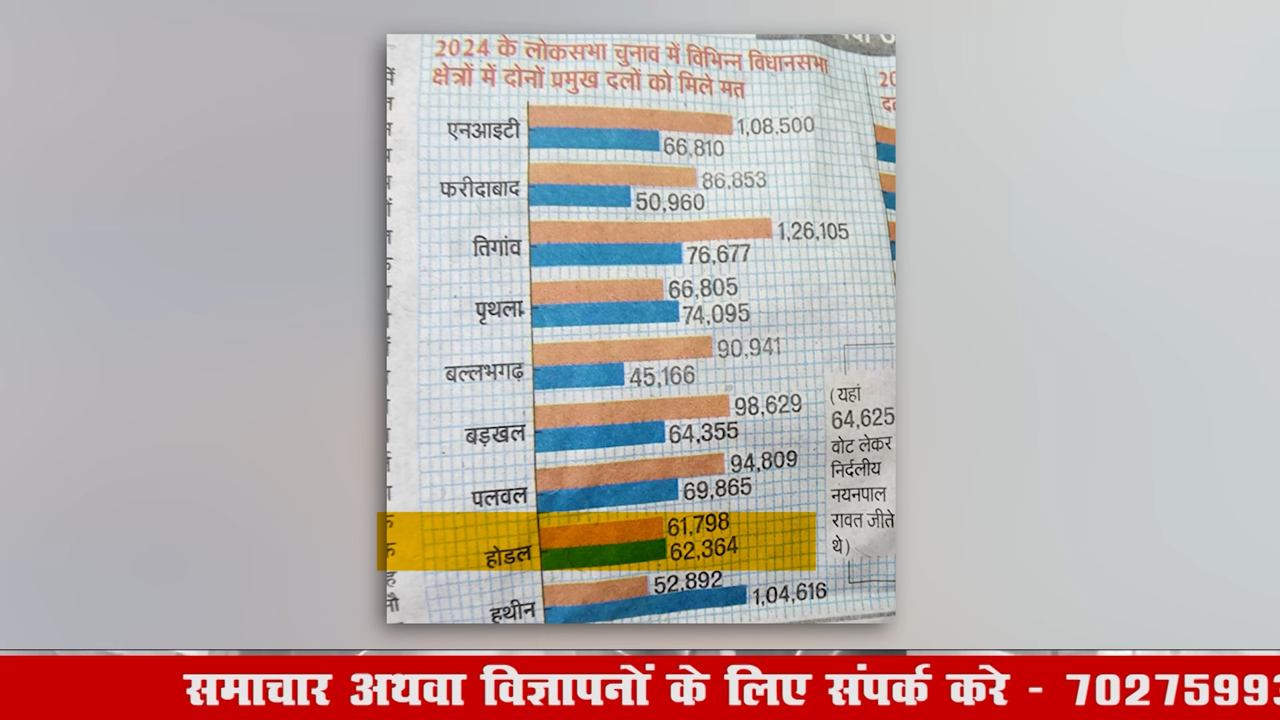 2024 के लोकसभा चुनाव में विभिन्न विधानसभा
क्षेत्रों में दोनों प्रमुख दलों को मिले मत
एनआइटी
1,08,500
66,810
फरीदाबाद
86,853
50,960
तिगांव
1,26,105
76,677
पृथला
66,805
74,095
बल्लभगढ़
90,941
45,166
बड़खल
98,629
64,355
पलवल
94,809
69,865
होडल
61,798
62,364
हथीन
52,892
1,04,616
(यहां
64,625
वोट लेकर
निर्दलीय
नयनपाल
रावत जीते
थे)
समाचार अथवा विज्ञापनों के लिए संपर्क करे - 7027599